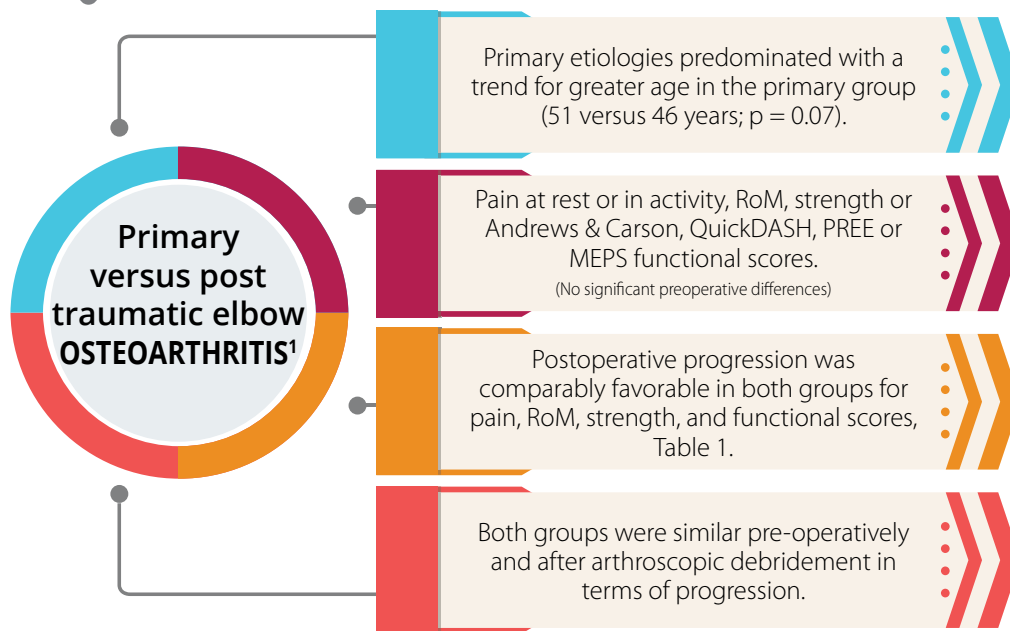 Primary
versus post
traumatic elbow
OSTEOARTHRITIS¹
Primary etiologies predominated with a
trend for greater age in the primary group
(51 versus 46 years; p = 0.07).
Pain at rest or in activity, RoM, strength or
Andrews & Carson, QuickDASH, PREE or
MEPS functional scores.
(No significant preoperative differences)
Postoperative progression was
comparably favorable in both groups for
pain, RoM, strength, and functional scores,
Table 1.
Both groups were similar pre-operatively
and after arthroscopic debridement in
terms of progression.